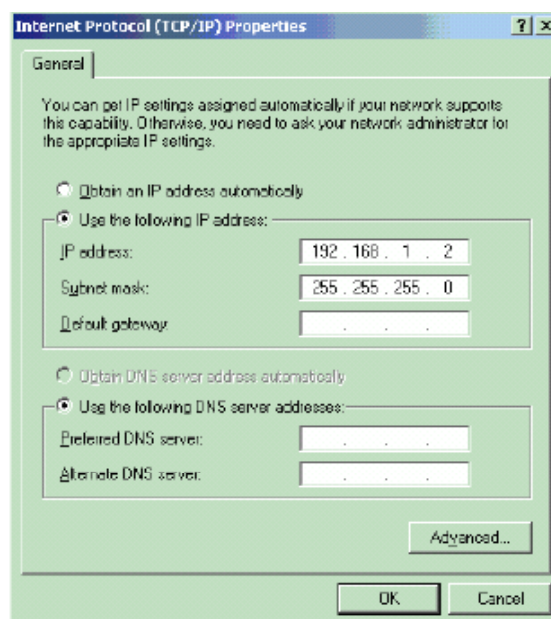 Internet Protocol (TCP/IP) Properties
General
You can get IP settings assigned automatically if your network supports
this capability. Otherwise, you need to ask your network administrator for
the appropriate IP settings.
Obtain an IP address automatically
Use the following IP address:
IP address: 192 . 168 . 1 . 2
Subnet mask: 255 . 255 . 255 . 0
Default gateway: . . .
Obtain DNS server address automatically
Use the following DNS server addresses:
Preferred DNS server: . . .
Alternate DNS server: . . .
Advanced...
OK Cancel